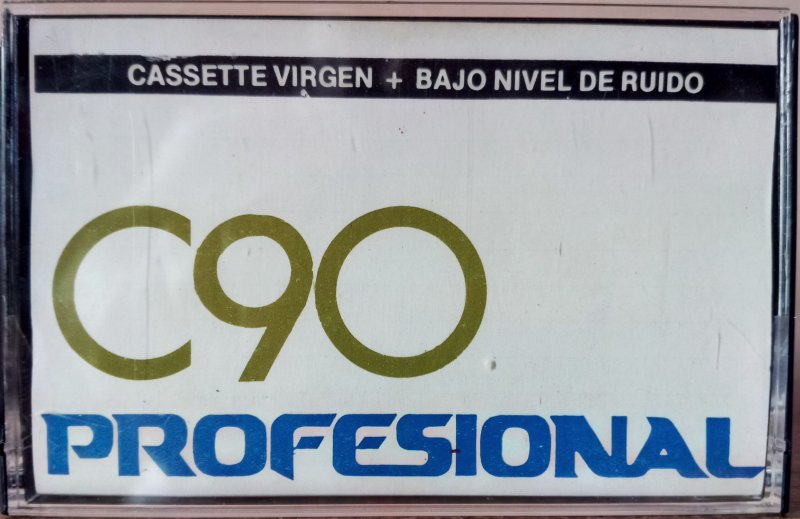 CASSETTE VIRGEN + BAJO NIVEL DE RUIDO
C90
PROFESIONAL